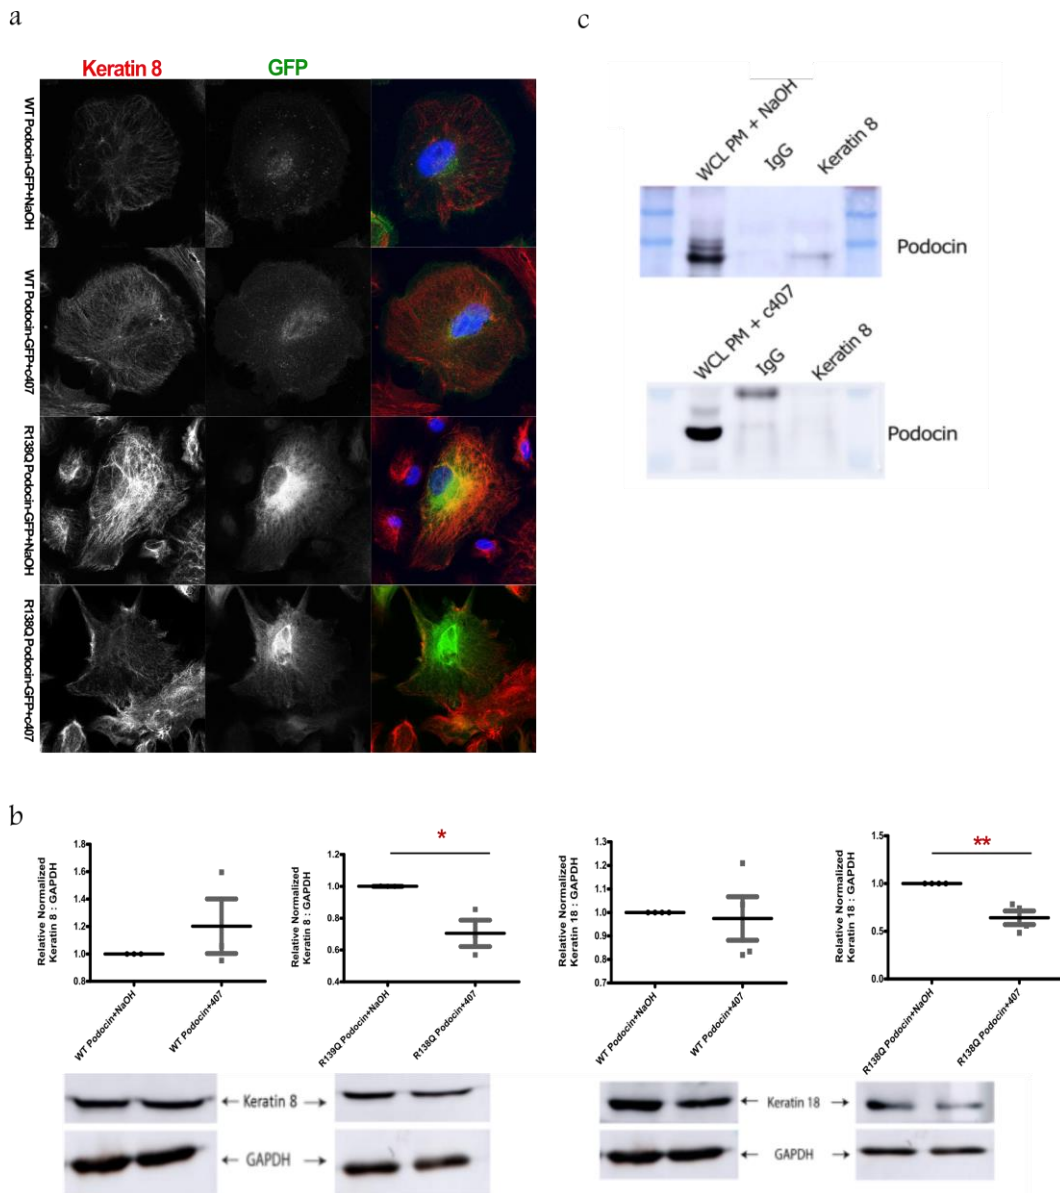 a
Keratin 8 GFP
WT Podocin-GFP+NaOH
WT Podocin-GFP+c407
R138Q Podocin-GFP+NaOH
R138Q Podocin-GFP+c407
c
WCL PM + NaOH
IgG
Keratin 8
Podocin
WCL PM + c407
IgG
Keratin 8
Podocin
b
Relative Normalized
Keratin 8 : GAPDH
1.8
1.6
1.4
1.2
1.0
0.8
WT Podocin+NaOH
WT Podocin+407
Relative Normalized
Keratin 8 : GAPDH
1.2
1.0
0.8
0.6
0.4
*
R139Q Podocin+NaOH
R138Q Podocin+407
Relative Normalized
Keratin 18 : GAPDH
1.3
1.2
1.1
1.0
0.9
0.8
0.7
WT Podocin+NaOH
WT Podocin+407
Relative Normalized
Keratin 18 : GAPDH
1.5
1.0
0.5
0.0
**
R138Q Podocin+NaOH
R138Q Podocin+407
← Keratin 8 →
← GAPDH →
← Keratin 18 →
← GAPDH →